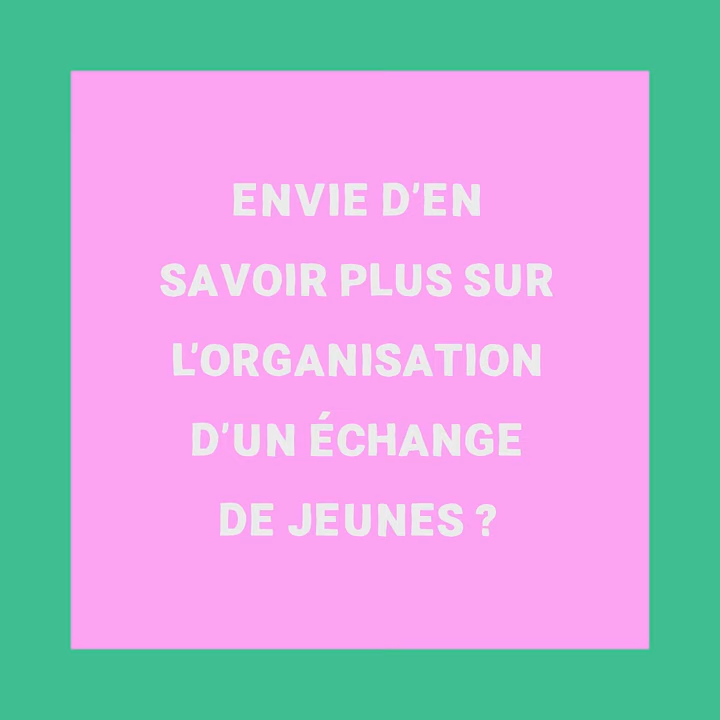 ENVIE D’EN
SAVOIR PLUS SUR
L’ORGANISATION
D’UN ÉCHANGE
DE JEUNES ?